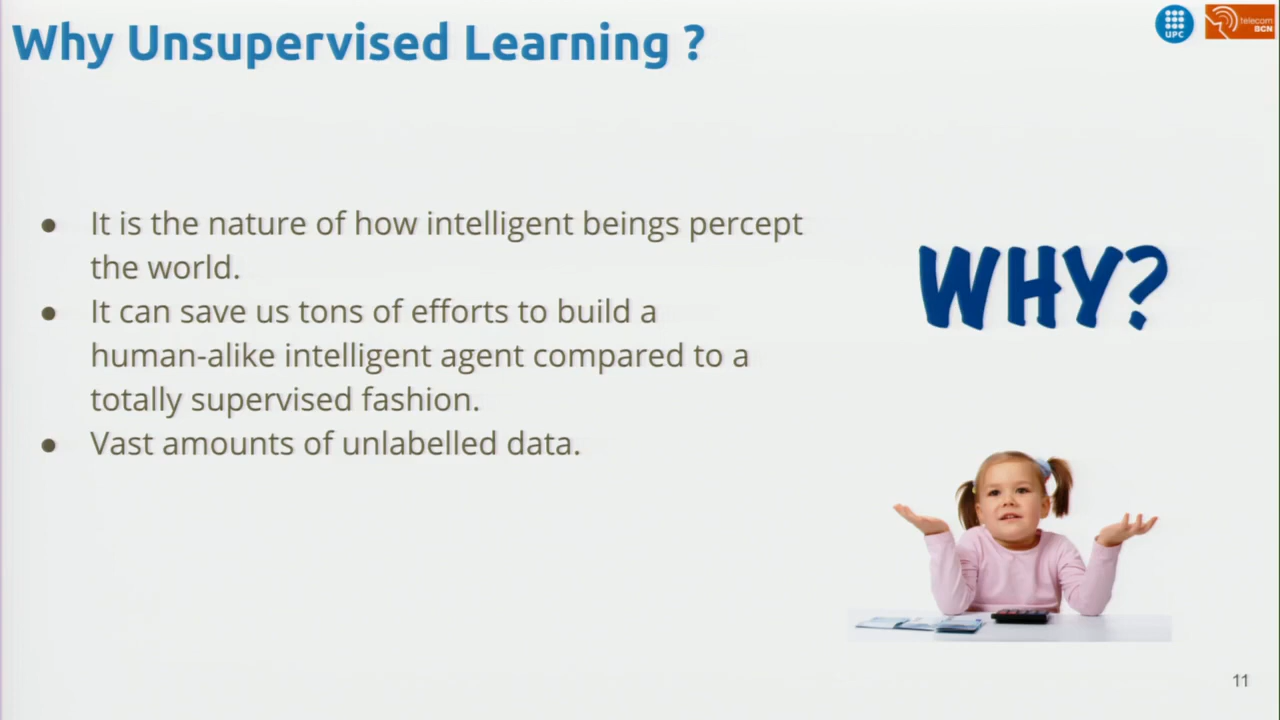 Why Unsupervised Learning ?
UPC
telecom
BCN
● It is the nature of how intelligent beings percept
the world.
● It can save us tons of efforts to build a
human-alike intelligent agent compared to a
totally supervised fashion.
● Vast amounts of unlabelled data.
WHY?
11